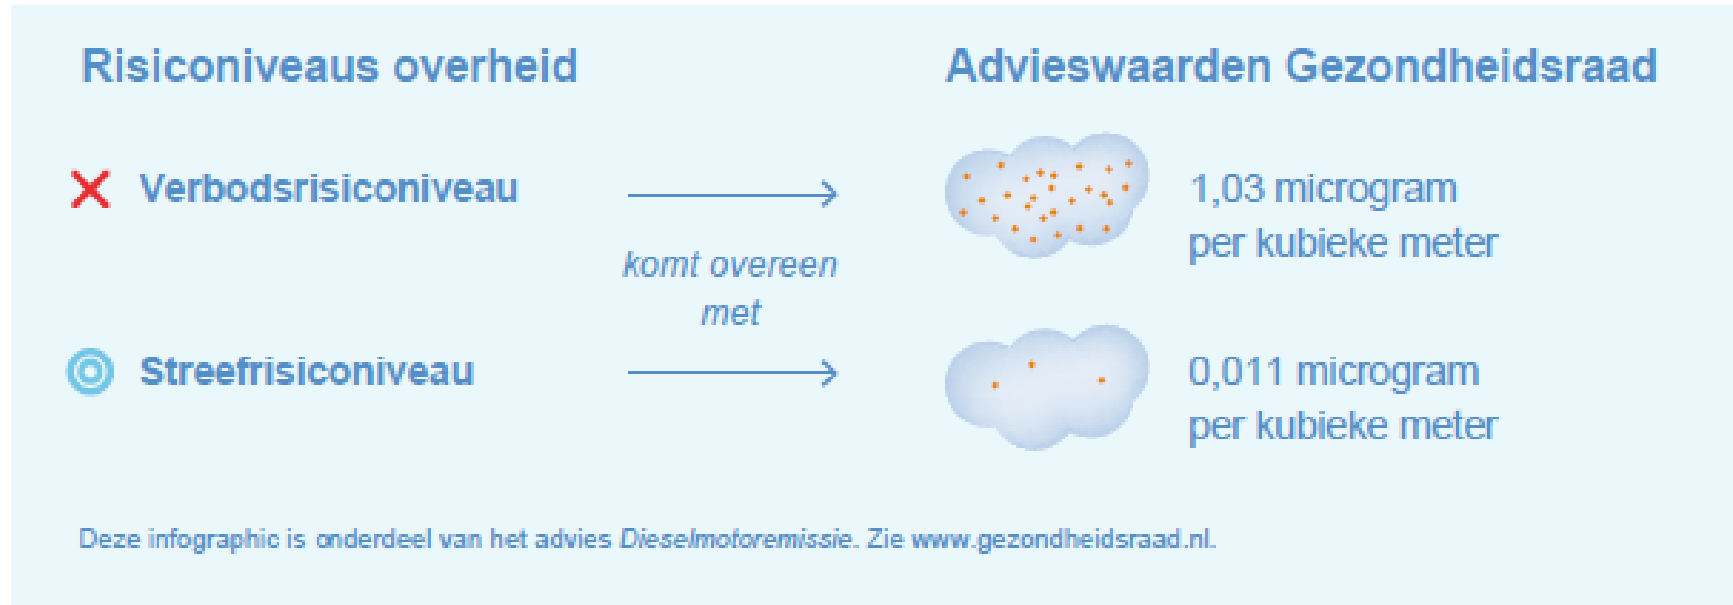 Risiconiveaus overheid
Advieswaarden Gezondheidsraad
Verbodsrisiconiveau
1,03 microgram
per kubieke meter
komt overeen
met
Streefrisiconiveau
0,011 microgram
per kubieke meter
Deze infographic is onderdeel van het advies Dieselmotoremissie. Zie www.gezondheidsraad.nl.